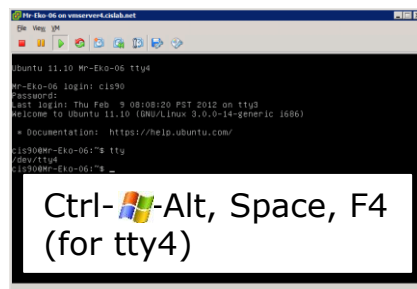 Mr-Eko-06 on vmserver4.cislab.net
File View VM
Ubuntu 11.10 Mr-Eko-06 tty4
Mr-Eko-06 login: cis90
Password:
Last login: Thu Feb  9 08:08:20 PST 2012 on tty3
Welcome to Ubuntu 11.10 (GNU/Linux 3.0.0-14-generic i686)
* Documentation:  https://help.ubuntu.com/
cis90@Mr-Eko-06:~$ tty
/dev/tty4
cis90@Mr-Eko-06:~$ _
Ctrl- -Alt, Space, F4
(for tty4)